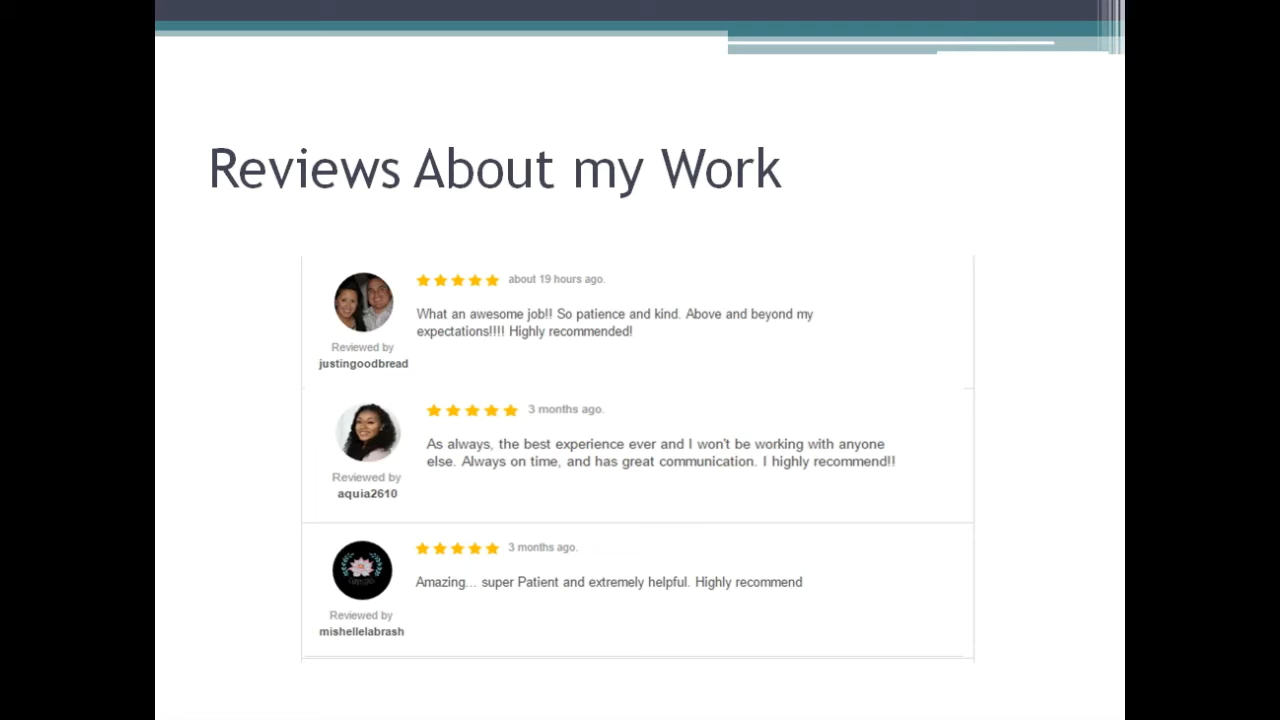 Reviews About my Work
about 19 hours ago.
What an awesome job!! So patience and kind. Above and beyond my
expectations!!!! Highly recommended!
Reviewed by
justingoodbread
3 months ago.
As always, the best experience ever and I won't be working with anyone
else. Always on time, and has great communication. I highly recommend!!
Reviewed by
aquia2610
3 months ago.
Amazing... super Patient and extremely helpful. Highly recommend
Reviewed by
mishellelabrash